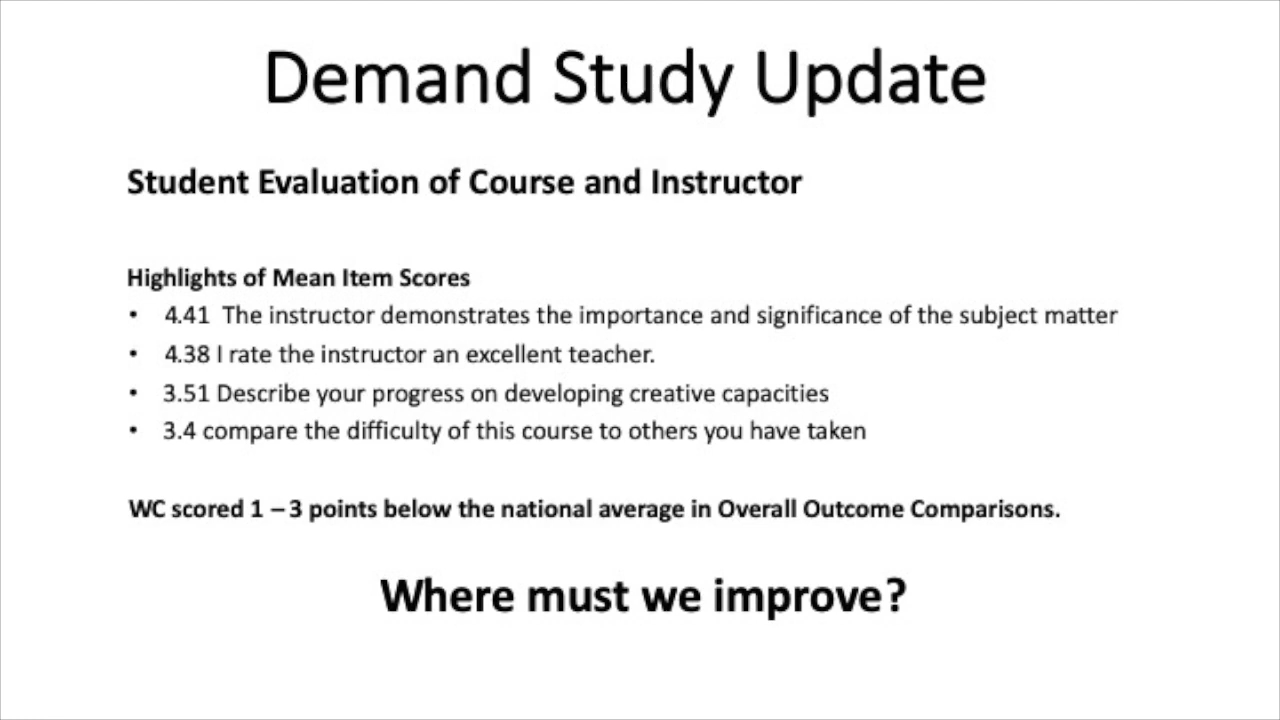 Demand Study Update
Student Evaluation of Course and Instructor
Highlights of Mean Item Scores
• 4.41 The instructor demonstrates the importance and significance of the subject matter
• 4.38 I rate the instructor an excellent teacher.
• 3.51 Describe your progress on developing creative capacities
• 3.4 compare the difficulty of this course to others you have taken
WC scored 1 – 3 points below the national average in Overall Outcome Comparisons.
Where must we improve?